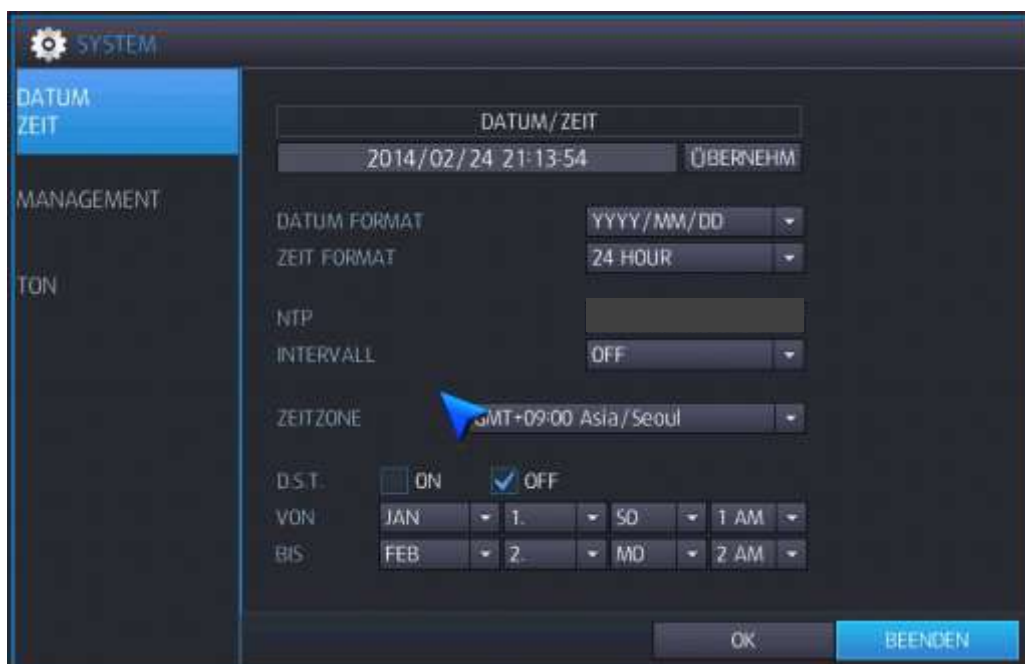 SYSTEM
DATUM
ZEIT
MANAGEMENT
TON
DATUM/ZEIT
2014/02/24 21:13:54 ÜBERNEHM
DATUM FORMAT YYYY/MM/DD
ZEIT FORMAT 24 HOUR
NTP
INTERVALL OFF
ZEITZONE GMT+09:00 Asia/Seoul
D.S.T. ON OFF
VON JAN 1. SO 1 AM
BIS FEB 2. MO 2 AM
OK BEENDEN